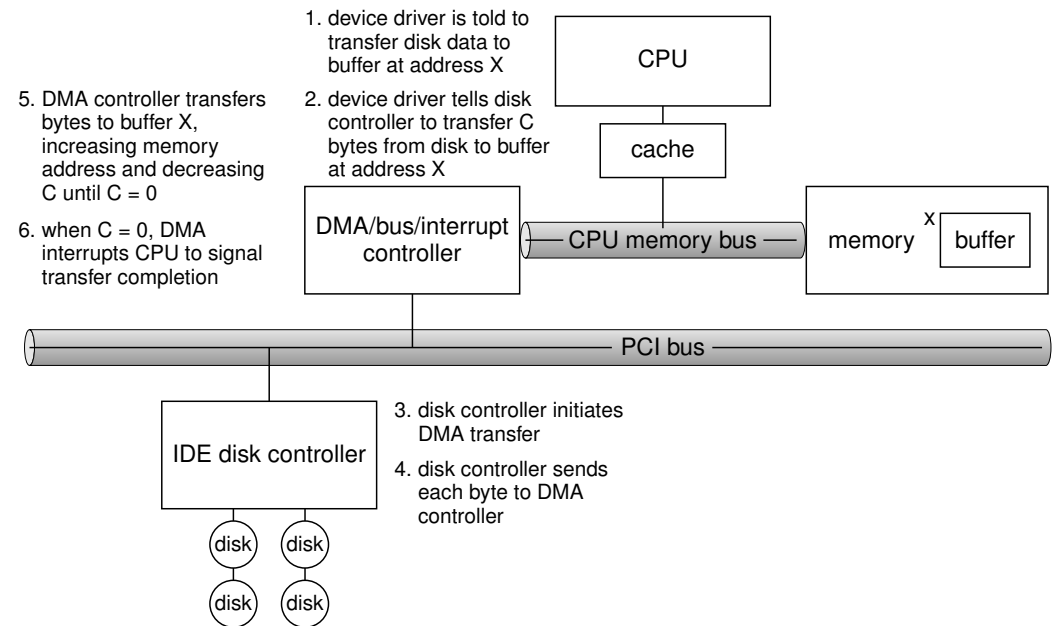 1. device driver is told to
transfer disk data to
buffer at address X
2. device driver tells disk
controller to transfer C
bytes from disk to buffer
at address X
5. DMA controller transfers
bytes to buffer X,
increasing memory
address and decreasing
C until C = 0
6. when C = 0, DMA
interrupts CPU to signal
transfer completion
CPU
cache
DMA/bus/interrupt
controller
CPU memory bus
memory
x
buffer
PCI bus
IDE disk controller
3. disk controller initiates
DMA transfer
4. disk controller sends
each byte to DMA
controller
disk
disk
disk
disk